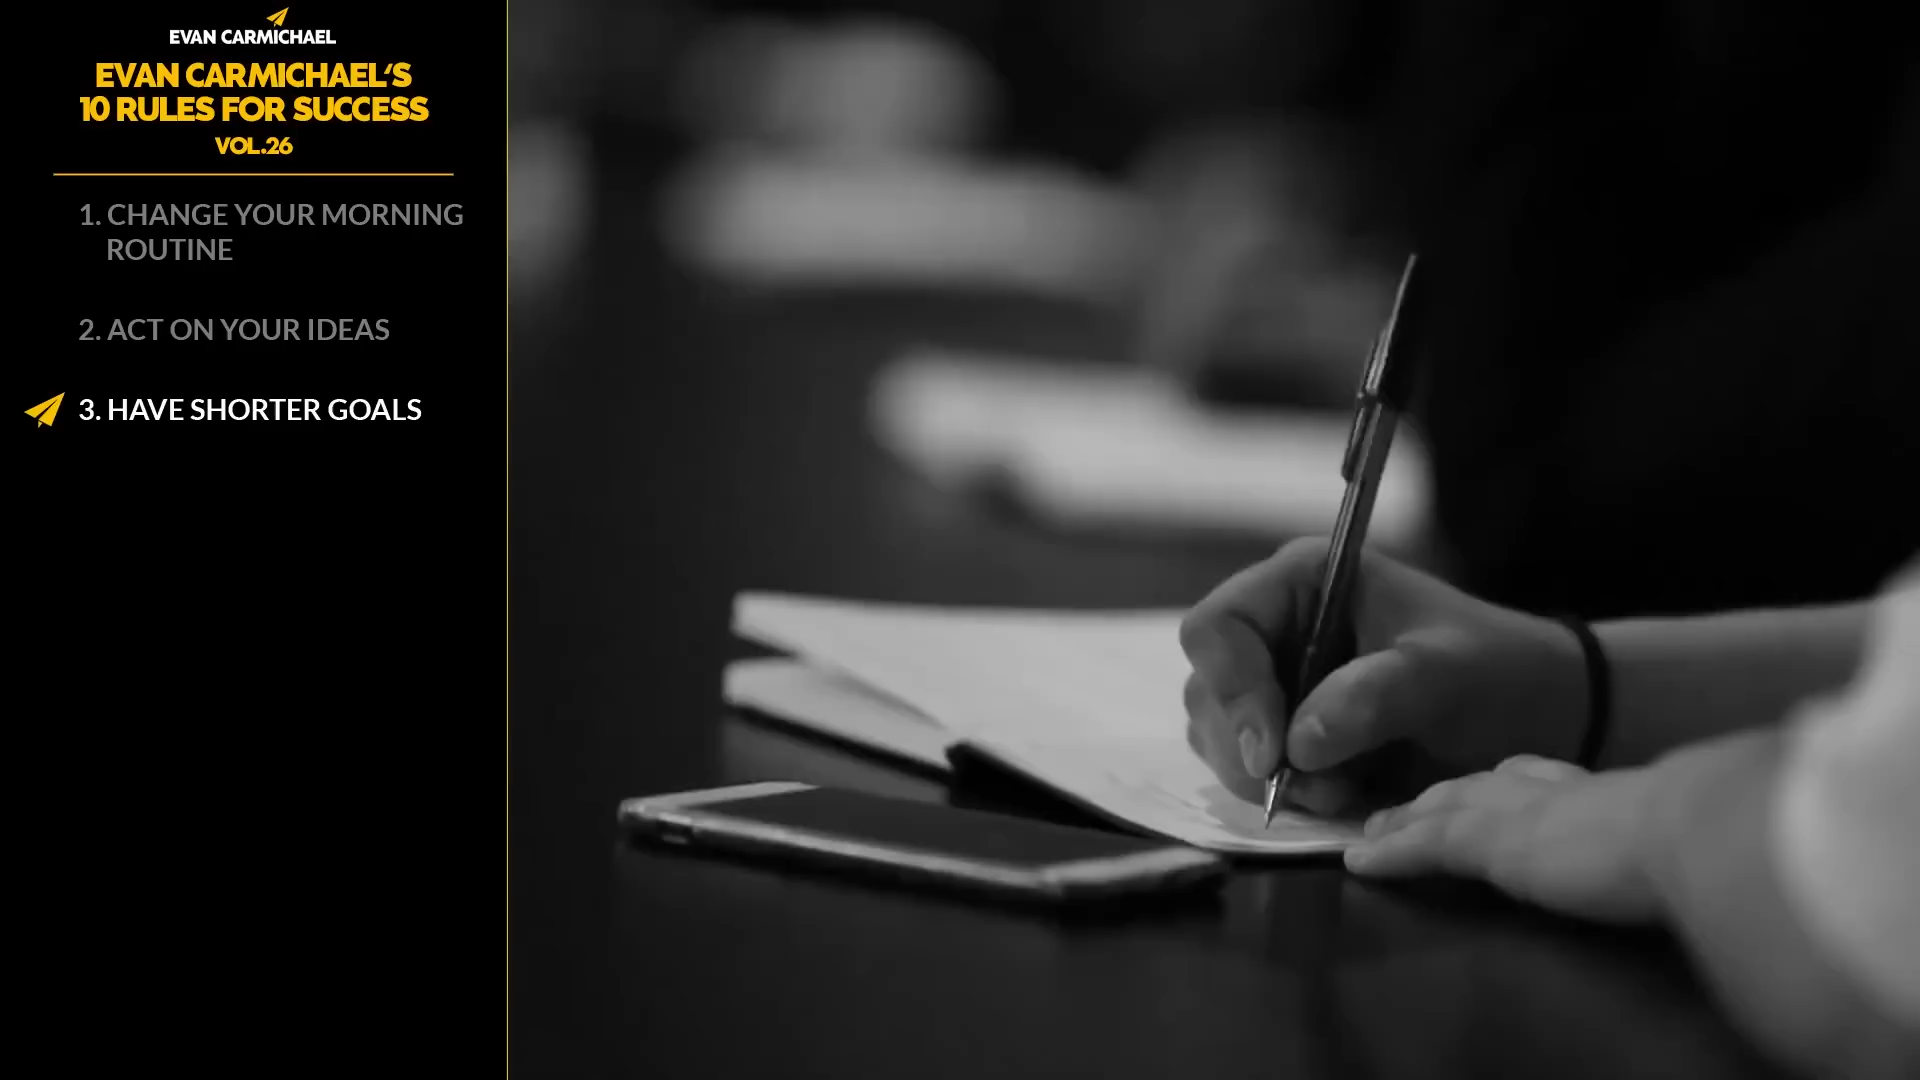 EVAN CARMICHAEL
EVAN CARMICHAEL'S
10 RULES FOR SUCCESS
VOL.26
1. CHANGE YOUR MORNING
ROUTINE
2. ACT ON YOUR IDEAS
3. HAVE SHORTER GOALS